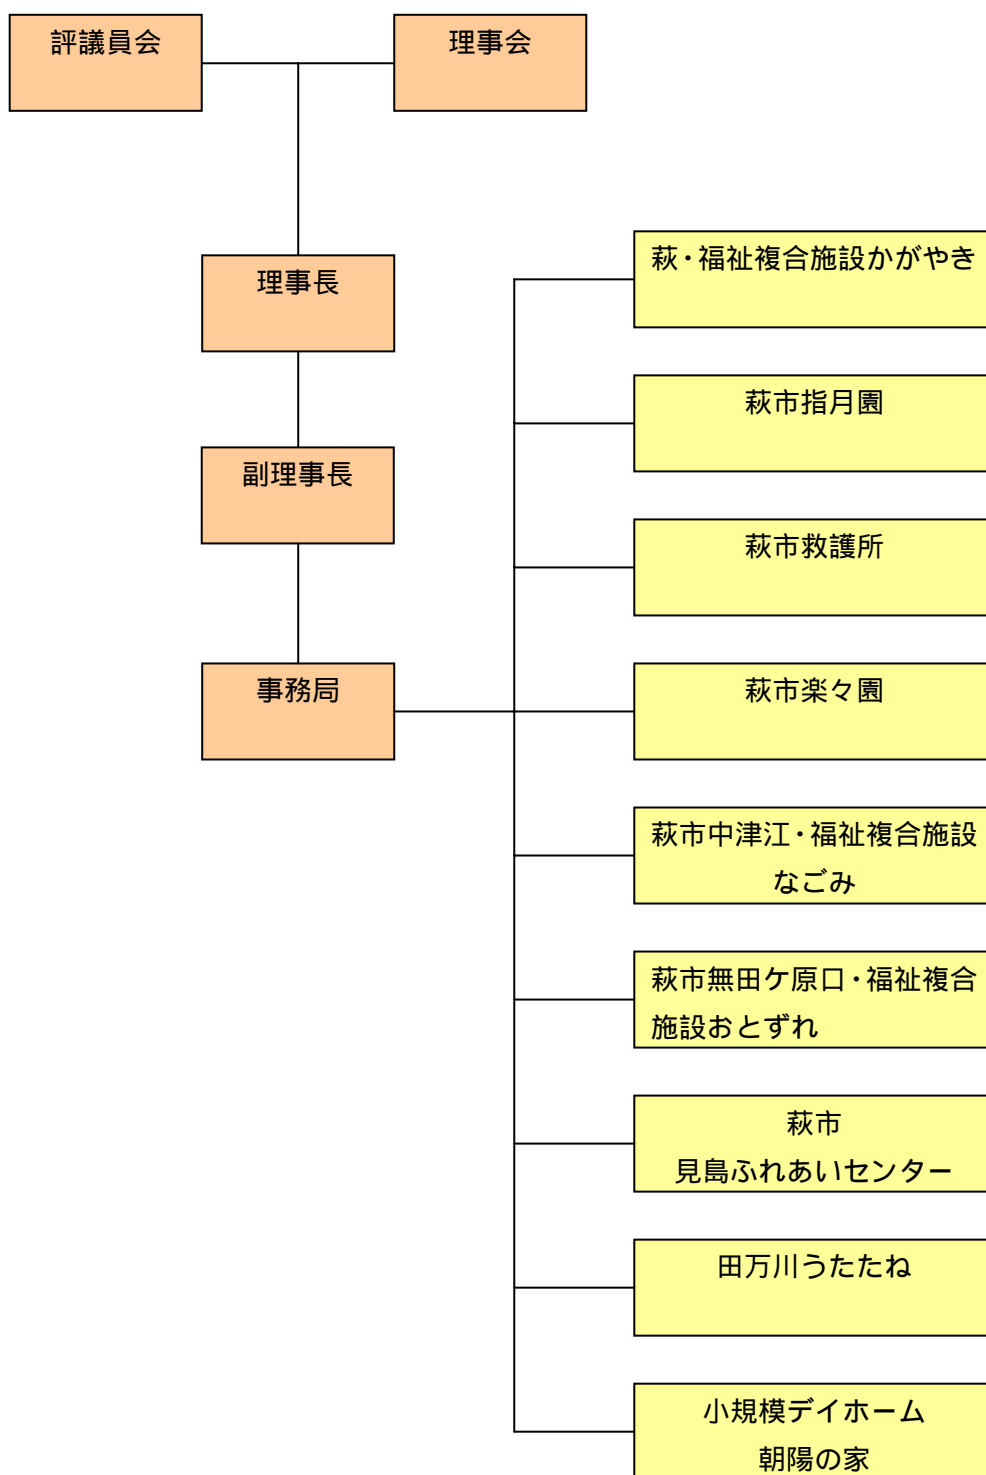 評議員会
理事会
理事長
副理事長
事務局
萩・福祉複合施設かがやき
萩市指月園
萩市救護所
萩市楽々園
萩市中津江・福祉複合施設
なごみ
萩市無田ケ原口・福祉複合
施設おとずれ
萩市
見島ふれあいセンター
田万川うたたね
小規模デイホーム
朝陽の家